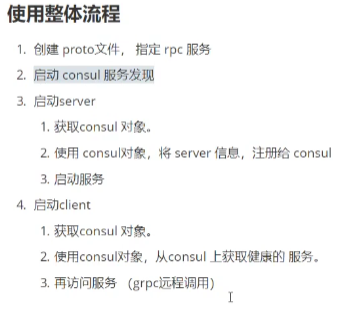 使用整体流程
1. 创建 proto文件， 指定 rpc 服务
2. 启动 consul 服务发现
3. 启动server
1. 获取consul 对象。
2. 使用 consul对象，将 server 信息，注册给 consul
3. 启动服务
4. 启动client
1. 获取consul 对象。
2. 使用consul对象，从consul 上获取健康的 服务。
3. 再访问服务 （grpc远程调用）